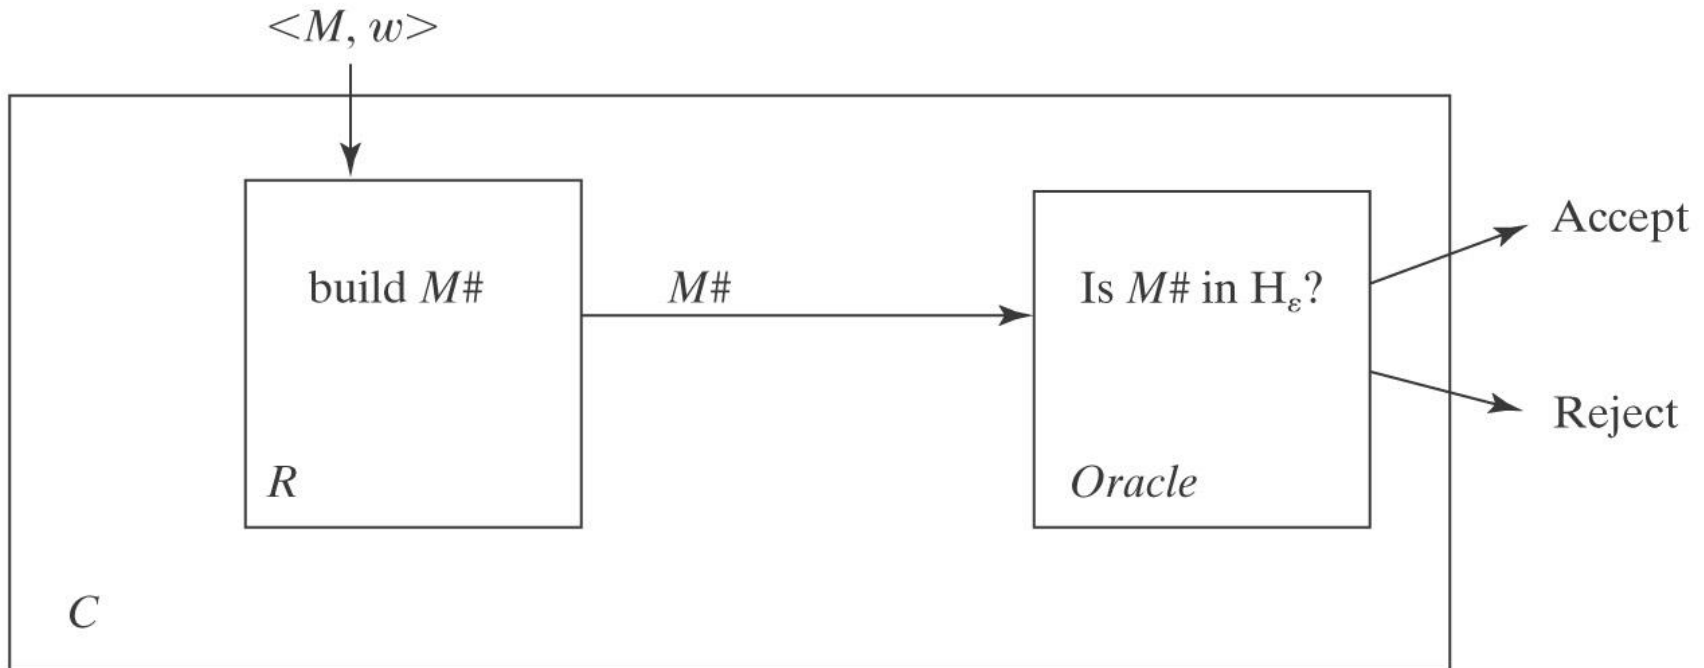 <M, w>
build M#
R
M#
Is M# in Hε?
Oracle
Accept
Reject
C